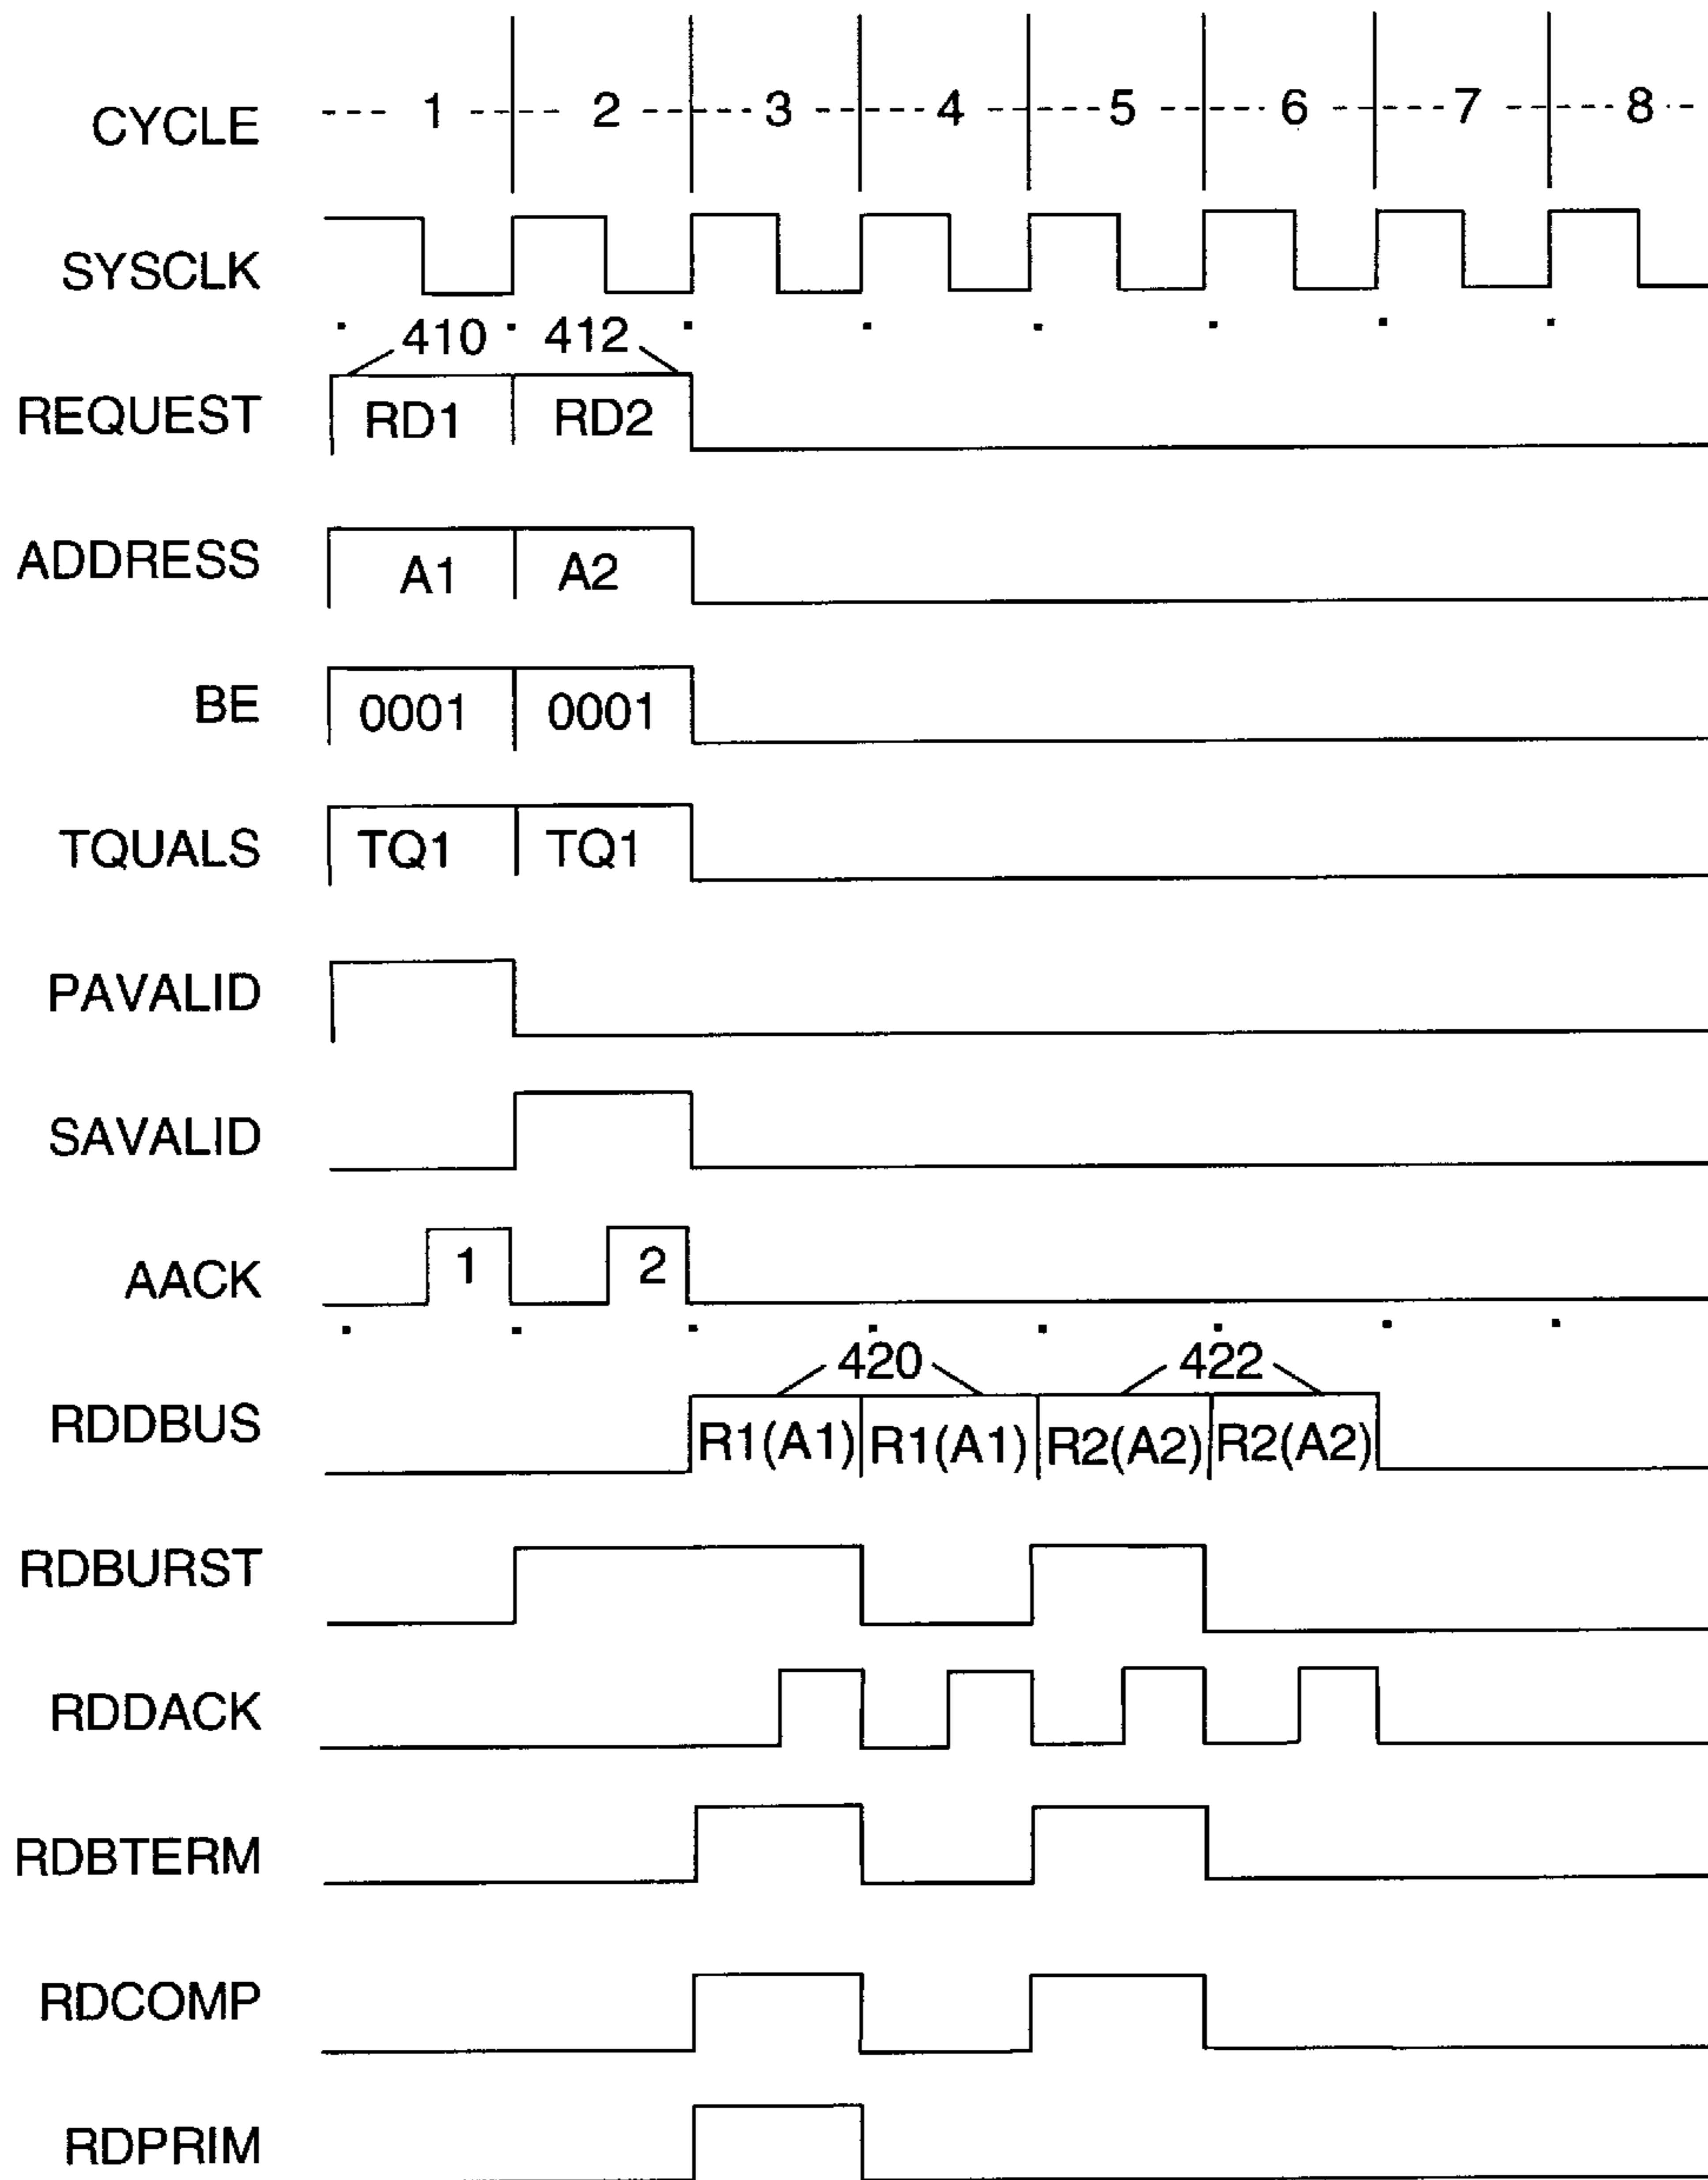 CYCLE 1 2 3 4 5 6 7 8
SYSCLK
410 412
REQUEST RD1 RD2
ADDRESS A1 A2
BE 0001 0001
TQUALS TQ1 TQ1
PAVALID
SAVALID
AACK 1 2
420 422
RDDBUS R1(A1) R1(A1) R2(A2) R2(A2)
RDBURST
RDDACK
RDBTERM
RDCOMP
RDPRIM